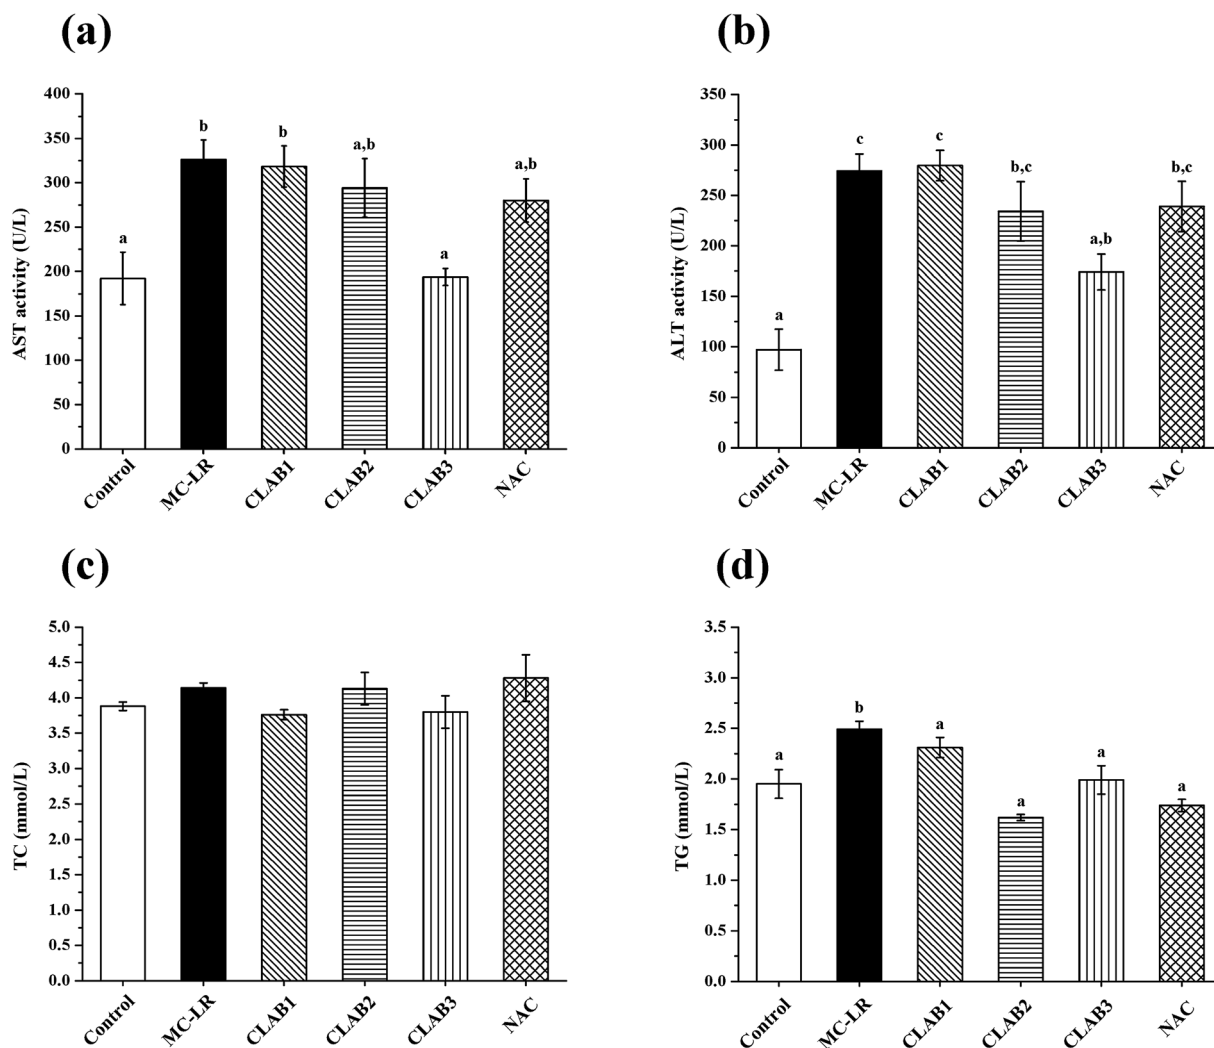 (a)
400
350
300
250
200
150
100
50
0
AST activity (U/L)
a
b
b
a,b
a
a,b
Control
MC-LR
CLAB1
CLAB2
CLAB3
NAC
(b)
350
300
250
200
150
100
50
0
ALT activity (U/L)
a
c
c
b,c
a,b
b,c
Control
MC-LR
CLAB1
CLAB2
CLAB3
NAC
(c)
5.0
4.5
4.0
3.5
3.0
2.5
2.0
1.5
1.0
0.5
0.0
TC (mmol/L)
Control
MC-LR
CLAB1
CLAB2
CLAB3
NAC
(d)
3.5
3.0
2.5
2.0
1.5
1.0
0.5
0.0
TG (mmol/L)
a
b
a
a
a
a
Control
MC-LR
CLAB1
CLAB2
CLAB3
NAC